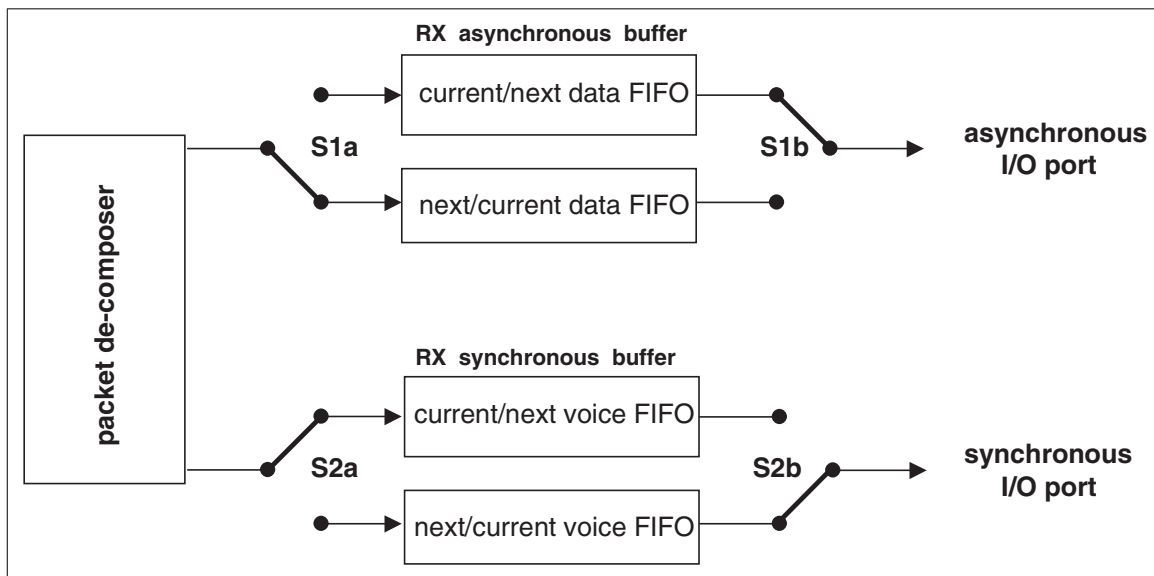 RX asynchronous buffer
current/next data FIFO
S1a
S1b
asynchronous
I/O port
next/current data FIFO
packet de-composer
RX synchronous buffer
current/next voice FIFO
S2a
S2b
synchronous
I/O port
next/current voice FIFO